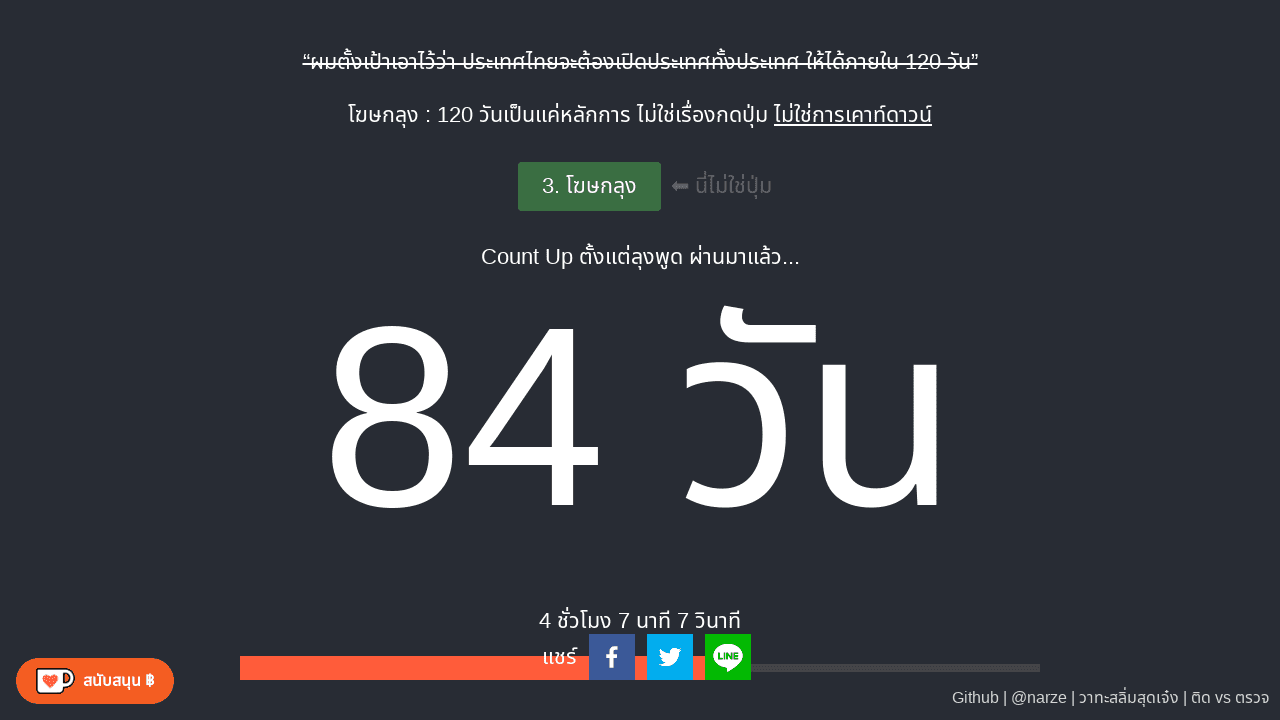 “ผมตั้งเป้าเอาไว้ว่า ประเทศไทยจะต้องเปิดประเทศทั้งประเทศ ให้ได้ภายใน 120 วัน”
โฆษกลุง : 120 วันเป็นแค่หลักการ ไม่ใช่เรื่องกดปุ่ม ไม่ใช่การเคาท์ดาวน์
3. โฆษกลุง ⬅ นี่ไม่ใช่ปุ่ม
Count Up ตั้งแต่ลุงพูด ผ่านมาแล้ว...
84 วัน
4 ชั่วโมง 7 นาที 7 วินาที
แชร์ LINE
สนับสนุน ฿
Github | @narze | วาทะสลิ่มสุดเจ๋ง | ติด vs ตรวจ